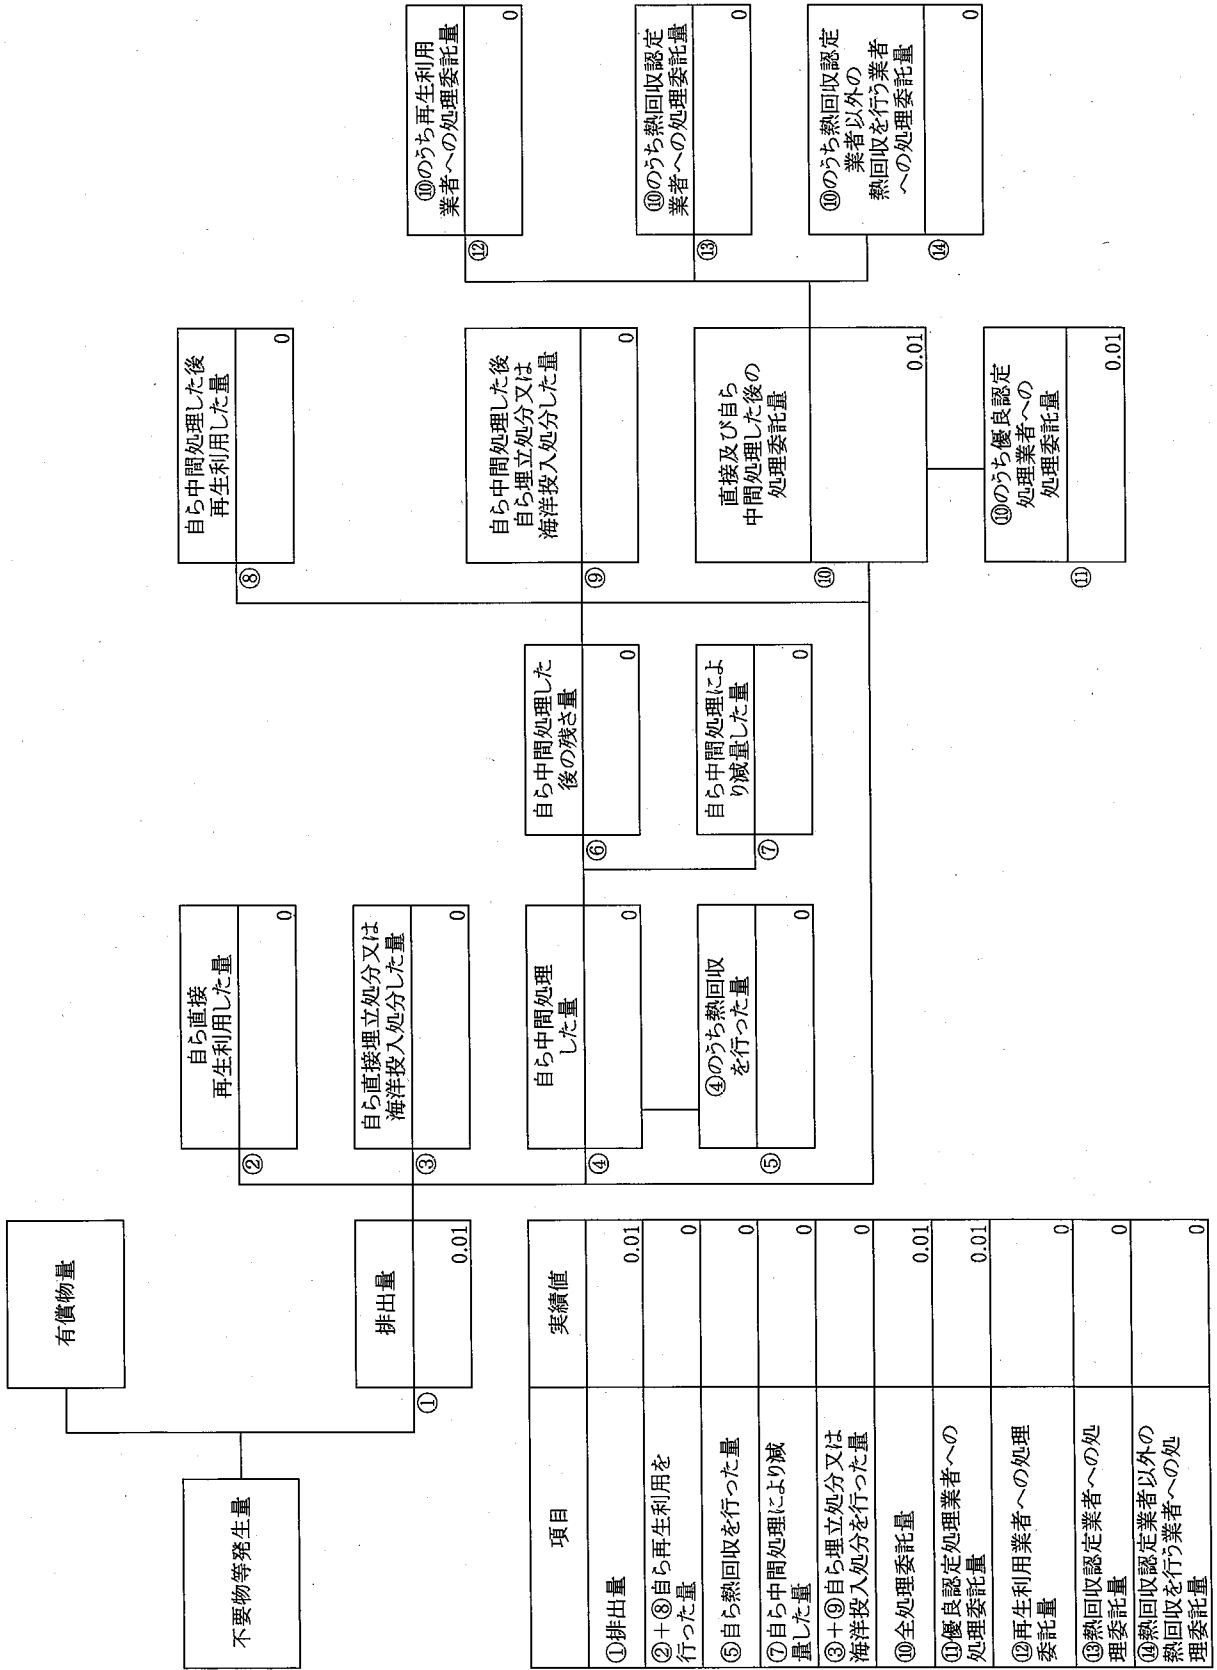 不要物等発生量
有償物量
排出量
①
0.01
自ら直接
再生利用した量
②
0
自ら直接埋立処分又は
海洋投入処分した量
③
0
自ら中間処理
した量
④
0
④のうち熱回収
を行った量
⑤
0
自ら中間処理した
後の残さ量
⑥
0
自ら中間処理によ
り減量した量
⑦
0
自ら中間処理した後
再生利用した量
⑧
0
自ら中間処理した後
自ら埋立処分又は
海洋投入処分した量
⑨
0
直接及び自ら
中間処理した後の
処理委託量
⑩
0.01
⑩のうち優良認定
処理業者への
処理委託量
⑪
0.01
⑩のうち再生利用
業者への処理委託量
⑫
0
⑩のうち熱回収認定
業者への処理委託量
⑬
0
⑩のうち熱回収認定
業者以外の
熱回収を行う業者
への処理委託量
⑭
0
項目 実績値
①排出量 0.01
②+⑧自ら再生利用を
行った量 0
⑤自ら熱回収を行った量 0
⑦自ら中間処理により減
量した量 0
③+⑨自ら埋立処分又は
海洋投入処分を行った量 0
⑩全処理委託量 0.01
⑪優良認定処理業者への
処理委託量 0.01
⑫再生利用業者への処理
委託量 0
⑬熱回収認定業者への処
理委託量 0
⑭熱回収認定業者以外の
熱回収を行う業者への処
理委託量 0